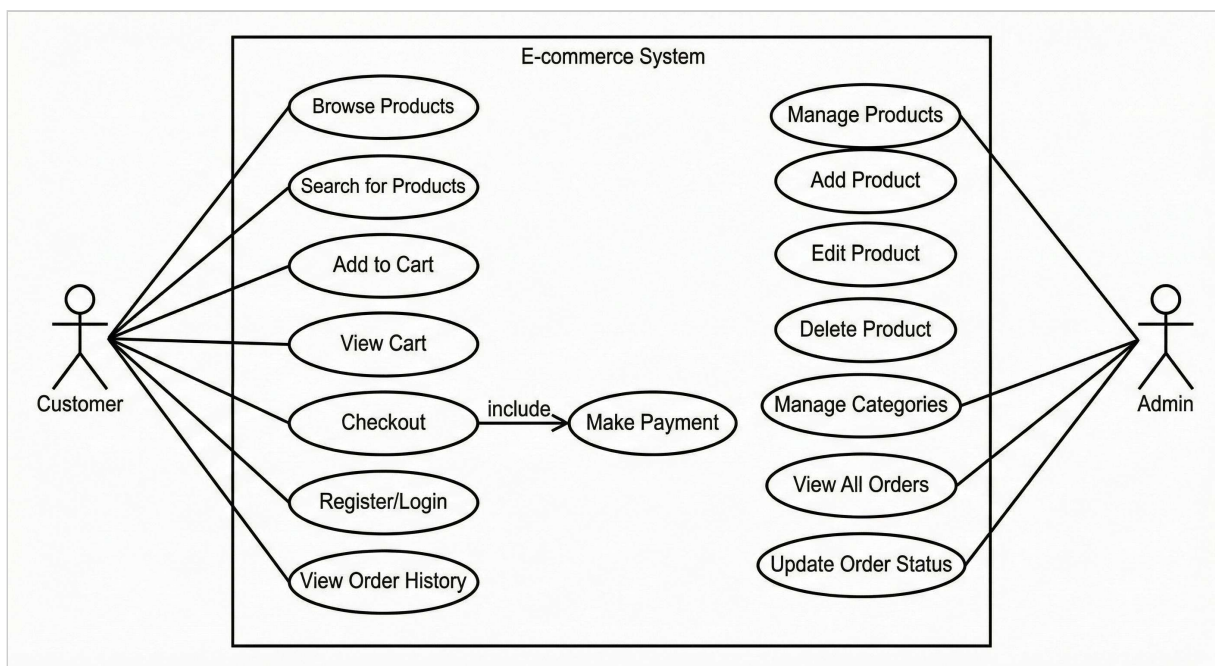 E-commerce System
Browse Products
Search for Products
Add to Cart
View Cart
Checkout
include
Make Payment
Register/Login
View Order History
Manage Products
Add Product
Edit Product
Delete Product
Manage Categories
View All Orders
Update Order Status
Customer
Admin